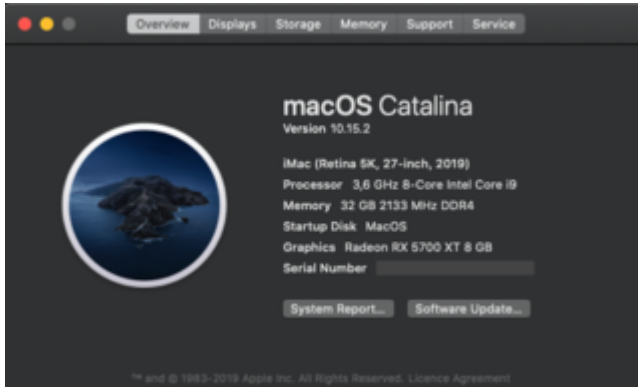 Overview Displays Storage Memory Support Service
macOS Catalina
Version 10.15.2
iMac (Retina 5K, 27-inch, 2019)
Processor 3,6 GHz 8-Core Intel Core i9
Memory 32 GB 2133 MHz DDR4
Startup Disk MacOS
Graphics Radeon RX 5700 XT 8 GB
Serial Number
System Report... Software Update...
™ and © 1983-2019 Apple Inc. All Rights Reserved. Licence Agreement